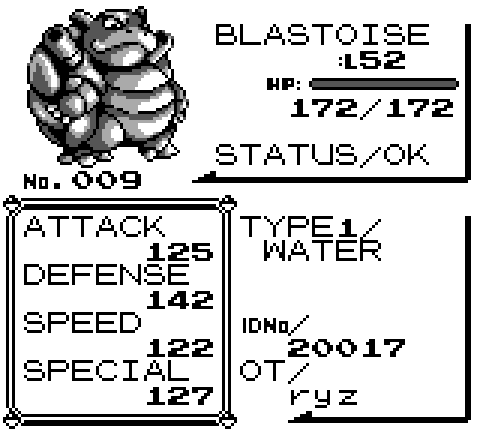 BLASTOISE
:L52
HP:
172/172
STATUS/OK
No. 009
ATTACK
125
DEFENSE
142
SPEED
122
SPECIAL
127
TYPE1/
WATER
IDNo/
20017
OT/
ryz